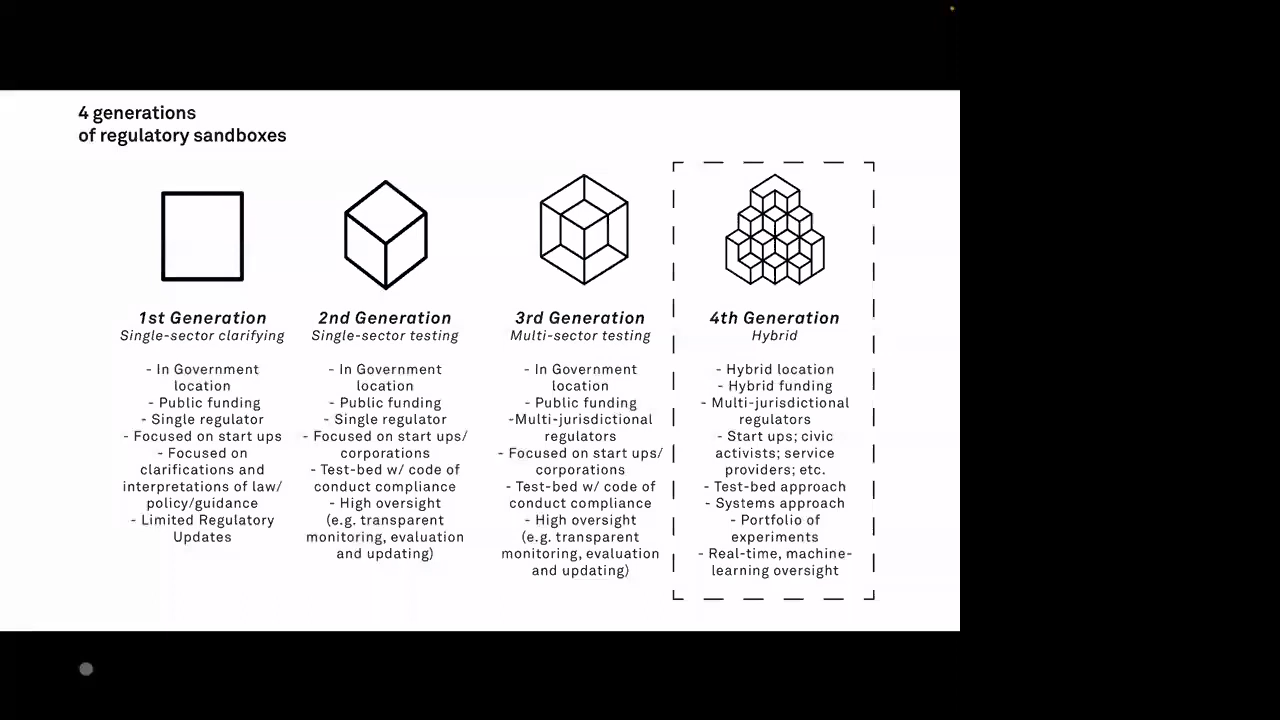 4 generations
of regulatory sandboxes
1st Generation
Single-sector clarifying
- In Government
location
- Public funding
- Single regulator
- Focused on start ups
- Focused on
clarifications and
interpretations of law/
policy/guidance
- Limited Regulatory
Updates
2nd Generation
Single-sector testing
- In Government
location
- Public funding
- Single regulator
- Focused on start ups/
corporations
- Test-bed w/ code of
conduct compliance
- High oversight
(e.g. transparent
monitoring, evaluation
and updating)
3rd Generation
Multi-sector testing
- In Government
location
- Public funding
-Multi-jurisdictional
regulators
- Focused on start ups/
corporations
- Test-bed w/ code of
conduct compliance
- High oversight
(e.g. transparent
monitoring, evaluation
and updating)
4th Generation
Hybrid
- Hybrid location
- Hybrid funding
- Multi-jurisdictional
regulators
- Start ups; civic
activists; service
providers; etc.
- Test-bed approach
- Systems approach
- Portfolio of
experiments
- Real-time, machine-
learning oversight